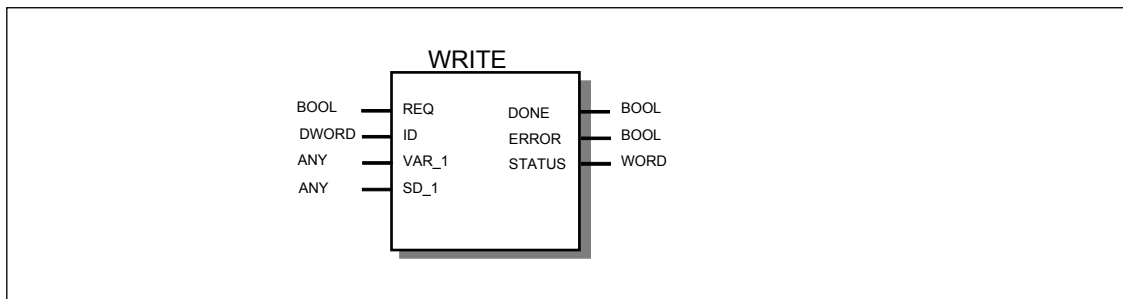 WRITE
BOOL REQ DONE BOOL
DWORD ID ERROR BOOL
ANY VAR_1 STATUS WORD
ANY SD_1